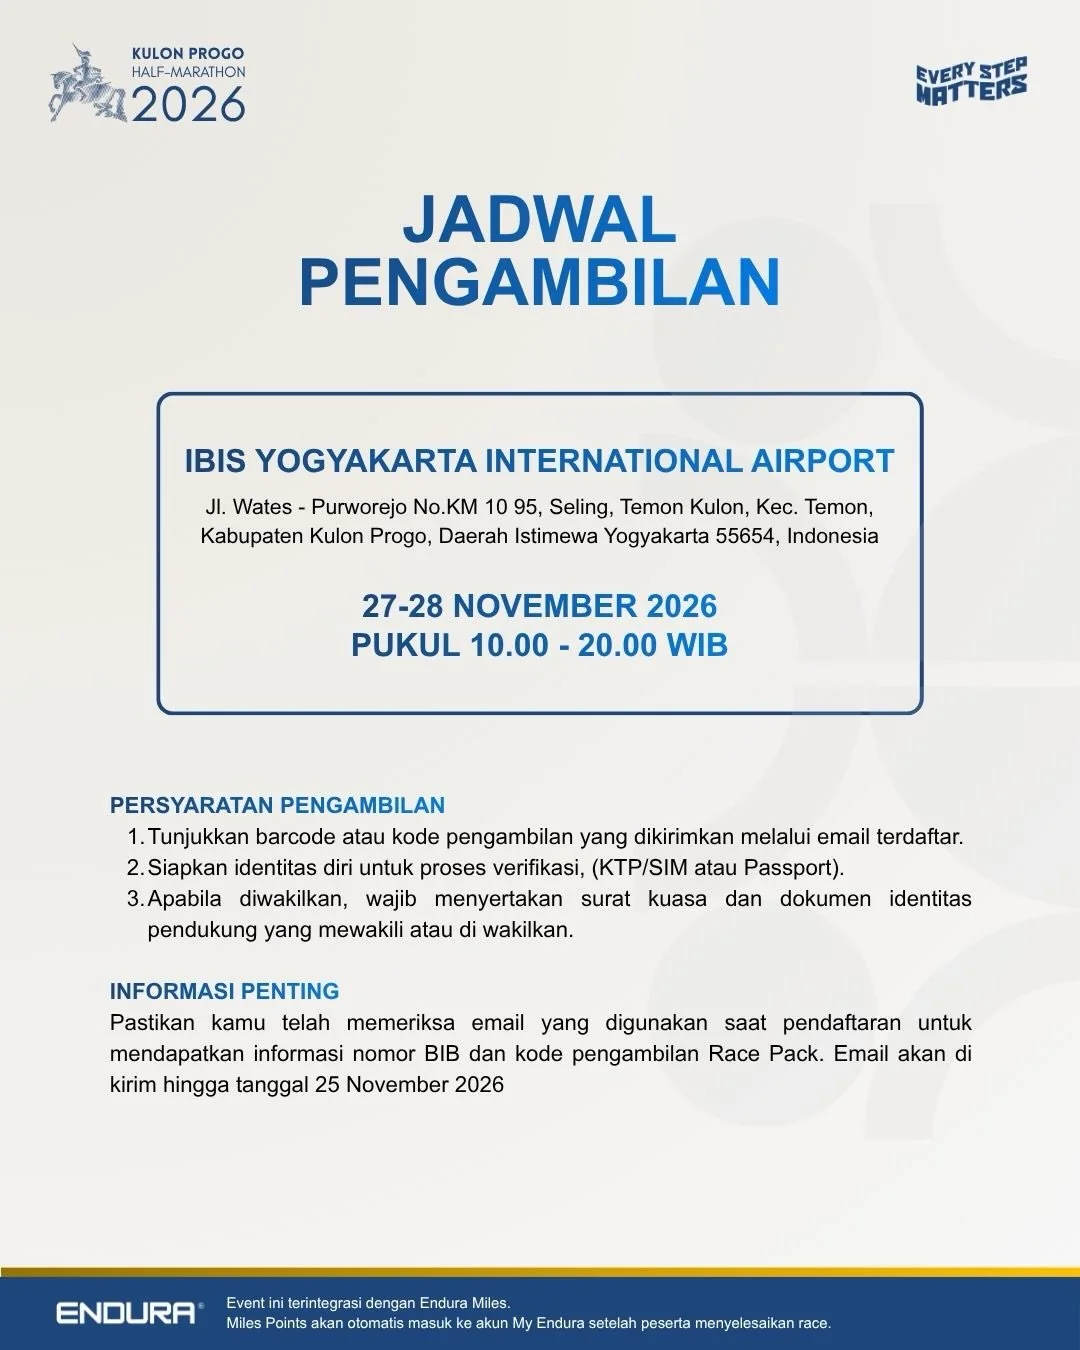 KULON PROGO
HALF-MARATHON
2026
EVERY STEP
MATTERS
JADWAL
PENGAMBILAN
IBIS YOGYAKARTA INTERNATIONAL AIRPORT
Jl. Wates - Purworejo No.KM 10 95, Seling, Temon Kulon, Kec. Temon,
Kabupaten Kulon Progo, Daerah Istimewa Yogyakarta 55654, Indonesia
27-28 NOVEMBER 2026
PUKUL 10.00 - 20.00 WIB
PERSYARATAN PENGAMBILAN
1. Tunjukkan barcode atau kode pengambilan yang dikirimkan melalui email terdaftar.
2. Siapkan identitas diri untuk proses verifikasi, (KTP/SIM atau Passport).
3. Apabila diwakilkan, wajib menyertakan surat kuasa dan dokumen identitas
pendukung yang mewakili atau di wakilkan.
INFORMASI PENTING
Pastikan kamu telah memeriksa email yang digunakan saat pendaftaran untuk
mendapatkan informasi nomor BIB dan kode pengambilan Race Pack. Email akan di
kirim hingga tanggal 25 November 2026
ENDURA®
Event ini terintegrasi dengan Endura Miles.
Miles Points akan otomatis masuk ke akun My Endura setelah peserta menyelesaikan race.